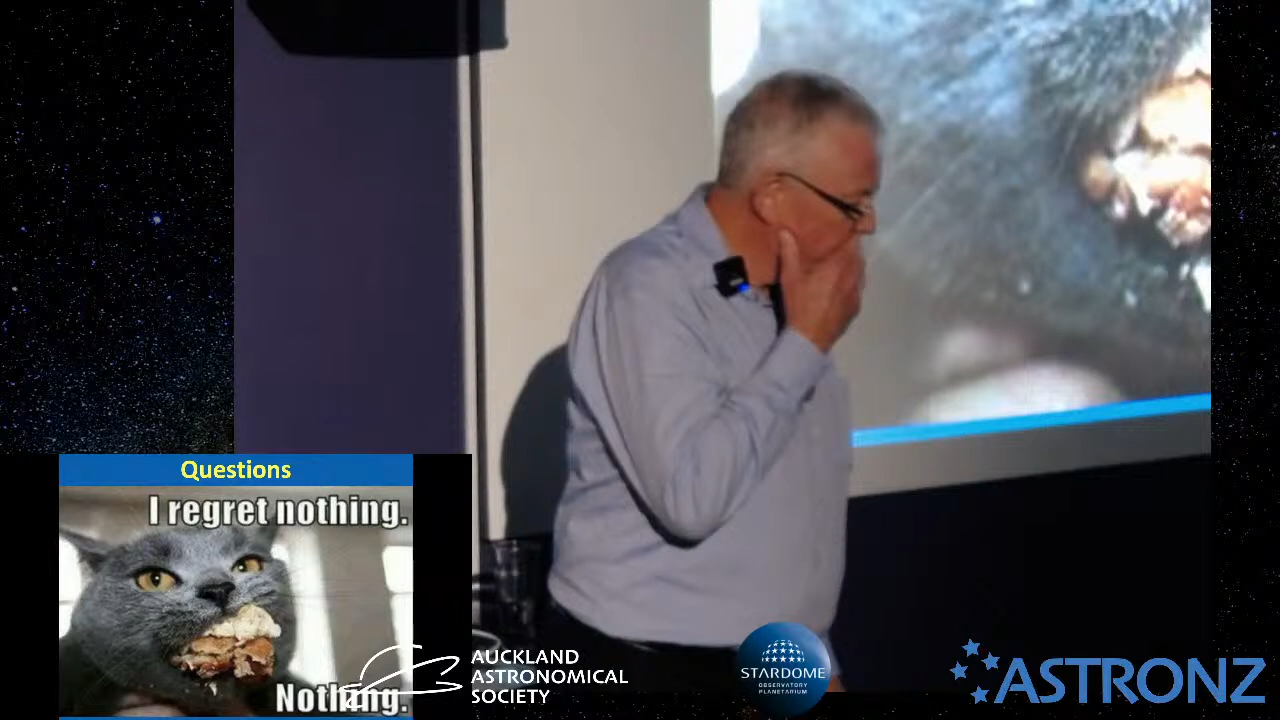 Questions
I regret nothing.
Nothing.
AUCKLAND
ASTRONOMICAL
SOCIETY
STARDOME
OBSERVATORY
PLANETARIUM
ASTRONZ